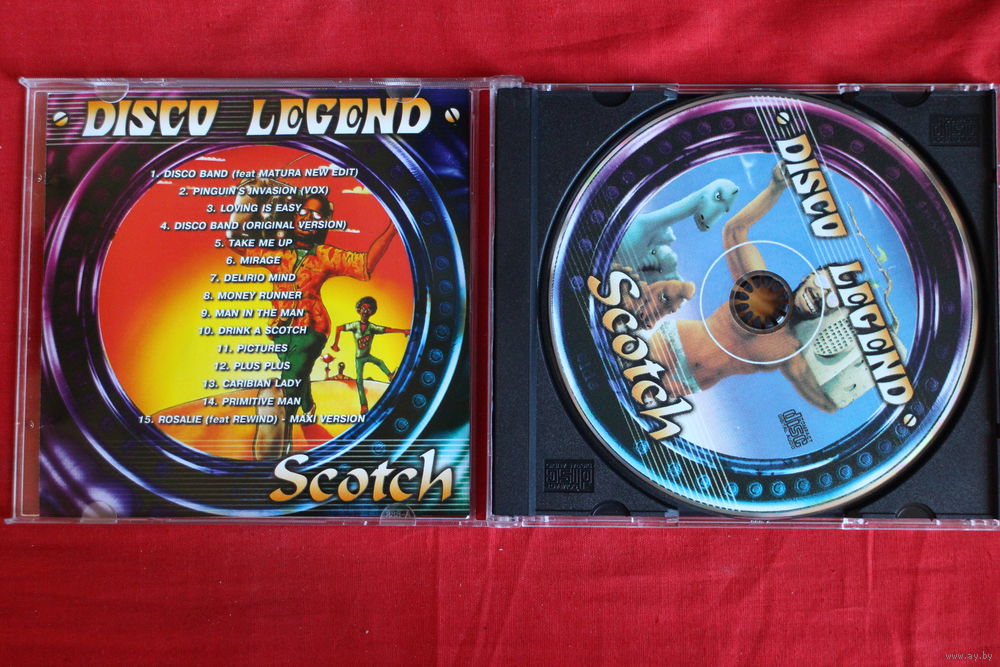 DISCO LEGEND
1. DISCO BAND (feat MATURA NEW EDIT)
2. PINGUIN'S INVASION (VOX)
3. LOVING IS EASY
4. DISCO BAND (ORIGINAL VERSION)
5. TAKE ME UP
6. MIRAGE
7. DELIRIO MIND
8. MONEY RUNNER
9. MAN IN THE MAN
10. DRINK A SCOTCH
11. PICTURES
12. PLUS PLUS
13. CARIBIAN LADY
14. PRIMITIVE MAN
15. ROSALIE (feat REWIND) - MAXI VERSION
Scotch
DISCO LEGEND
Scotch
disc
www.ay.by